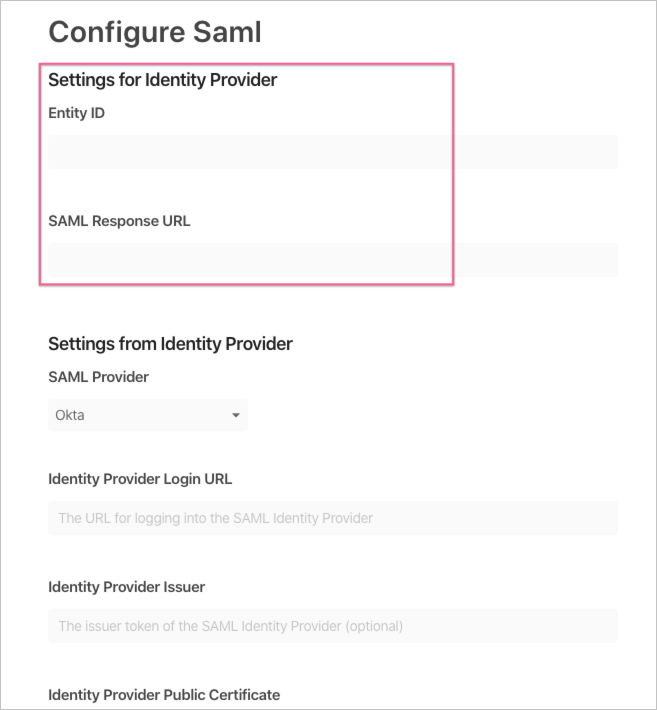 Configure Saml
Settings for Identity Provider
Entity ID
SAML Response URL
Settings from Identity Provider
SAML Provider
Okta
Identity Provider Login URL
The URL for logging into the SAML Identity Provider
Identity Provider Issuer
The issuer token of the SAML Identity Provider (optional)
Identity Provider Public Certificate